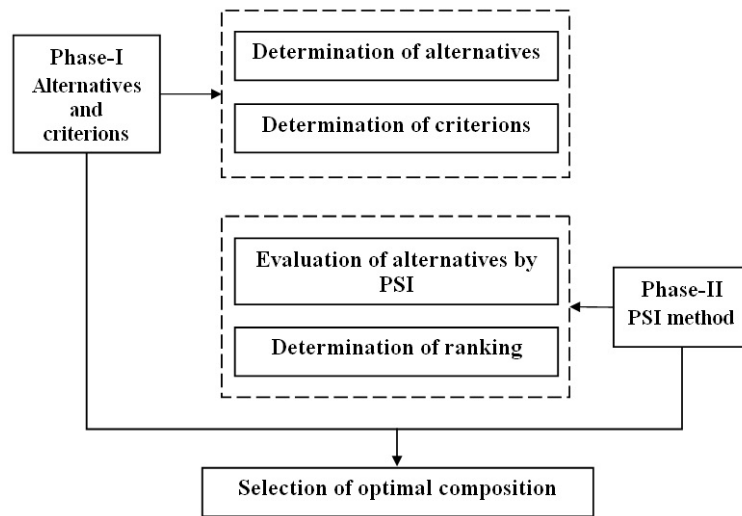 Phase-I
Alternatives
and
criterions
Determination of alternatives
Determination of criterions
Evaluation of alternatives by
PSI
Determination of ranking
Phase-II
PSI method
Selection of optimal composition